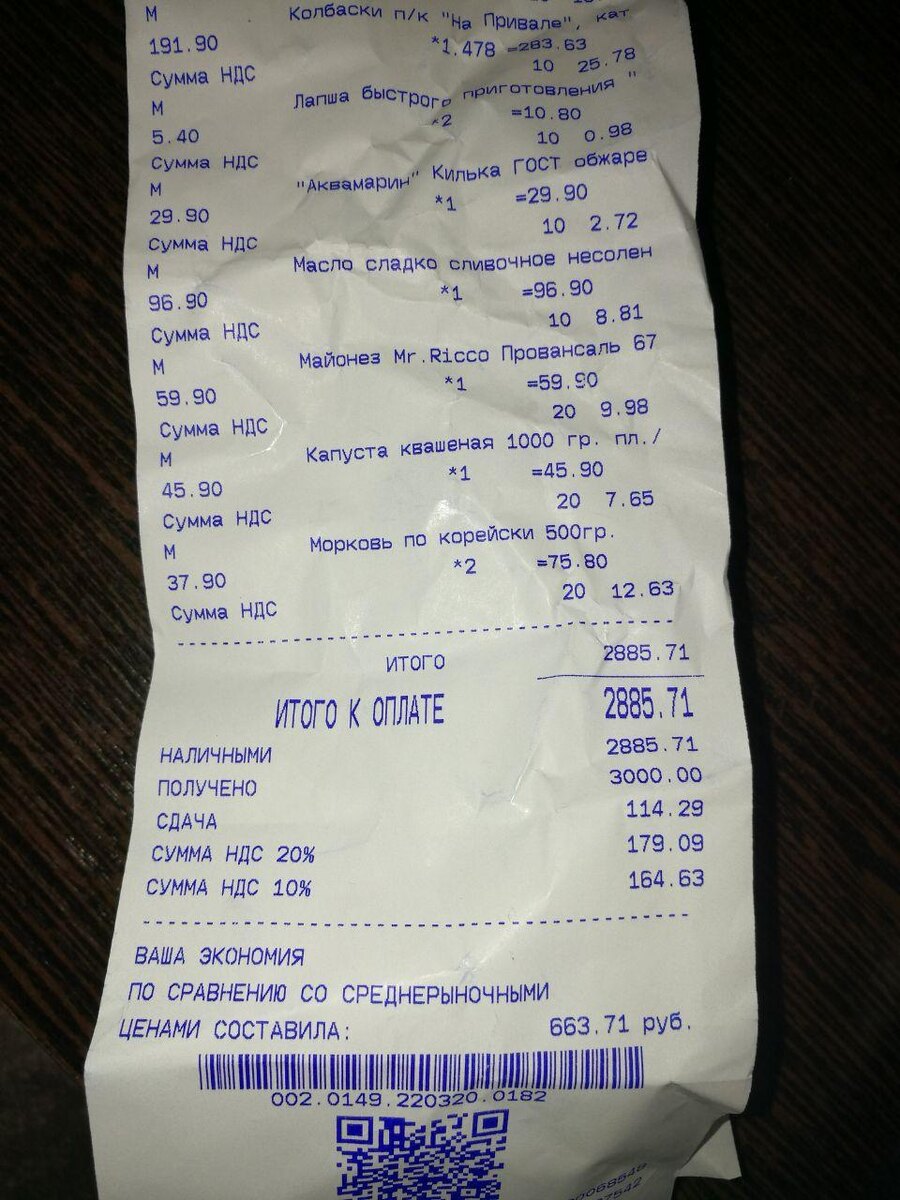 М Колбаски п/к "На Привале", кат
191.90 *1.478 =283.63
Сумма НДС 10 25.78
М Лапша быстрого приготовления "
5.40 *2 =10.80
Сумма НДС 10 0.98
М "Аквамарин" Килька ГОСТ обжаре
29.90 *1 =29.90
Сумма НДС 10 2.72
М Масло сладко сливочное несолен
96.90 *1 =96.90
Сумма НДС 10 8.81
М Майонез Mr.Ricco Провансаль 67
59.90 *1 =59.90
Сумма НДС 20 9.98
М Капуста квашеная 1000 гр. пл./
45.90 *1 =45.90
Сумма НДС 20 7.65
М Морковь по корейски 500гр.
37.90 *2 =75.80
Сумма НДС 20 12.63
ИТОГО 2885.71
ИТОГО К ОПЛАТЕ 2885.71
НАЛИЧНЫМИ 2885.71
ПОЛУЧЕНО 3000.00
СДАЧА 114.29
СУММА НДС 20% 179.09
СУММА НДС 10% 164.63
ВАША ЭКОНОМИЯ
ПО СРАВНЕНИЮ СО СРЕДНЕРЫНОЧНЫМИ
ЦЕНАМИ СОСТАВИЛА: 663.71 руб.
002.0149.220320.0182